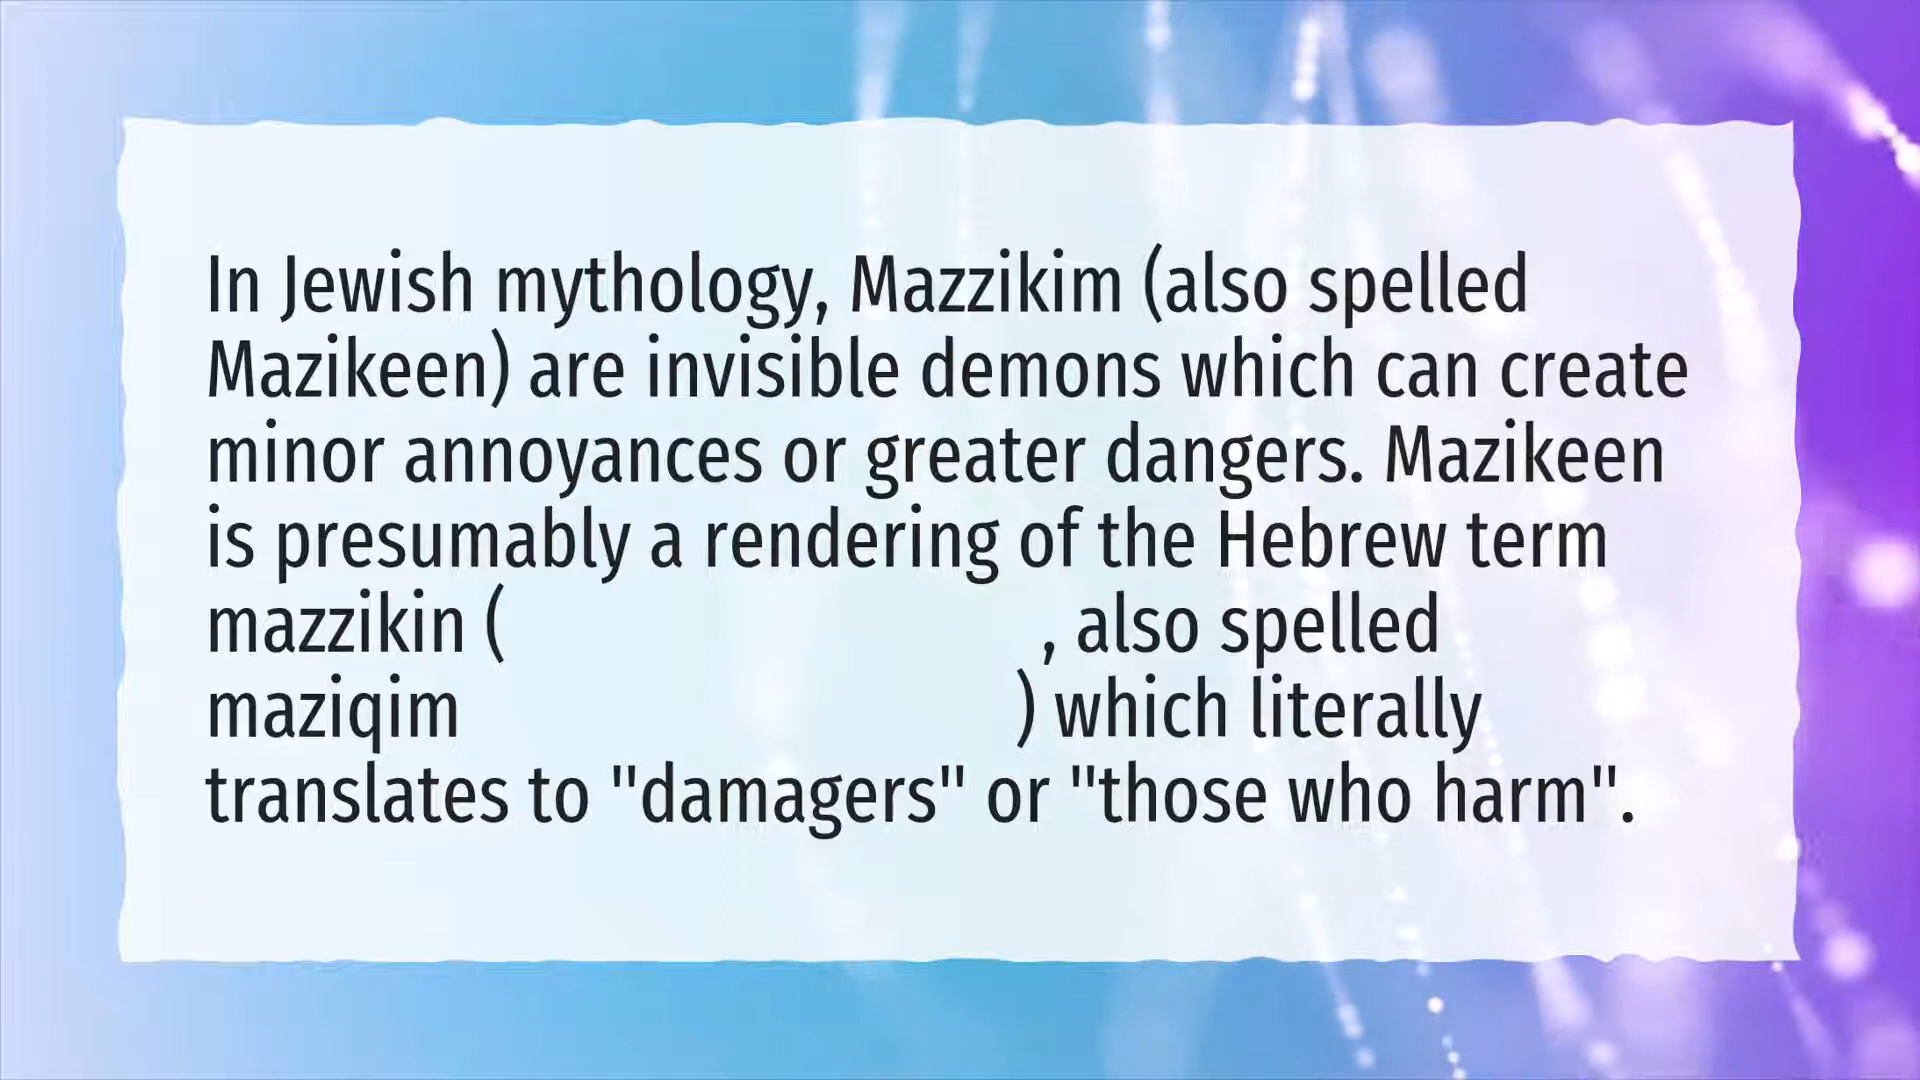 In Jewish mythology, Mazzikim (also spelled
Mazikeen) are invisible demons which can create
minor annoyances or greater dangers. Mazikeen
is presumably a rendering of the Hebrew term
mazzikin ( , also spelled
maziqim ) which literally
translates to "damagers" or "those who harm".